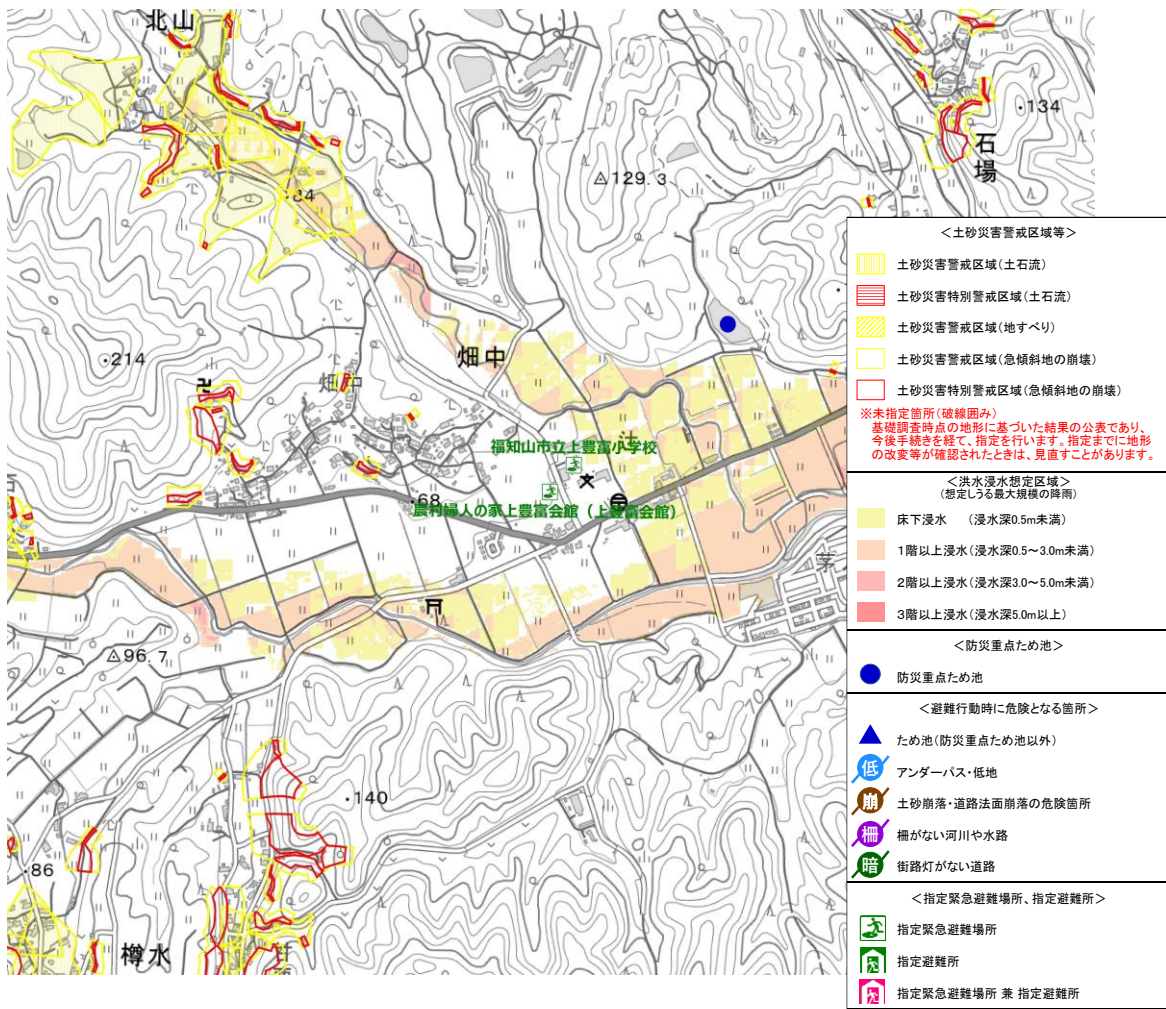 北山
・134
石場
△129.3
・84
・214
畑中
畑中
辻
福知山市立上豊富小学校
・68
農村婦人の家上豊富会館（上豊富会館）
茅
△96.7
・140
・86
樽水
＜土砂災害警戒区域等＞
土砂災害警戒区域（土石流）
土砂災害特別警戒区域（土石流）
土砂災害警戒区域（地すべり）
土砂災害警戒区域（急傾斜地の崩壊）
土砂災害特別警戒区域（急傾斜地の崩壊）
※未指定箇所（破線囲み）
基礎調査時点の地形に基づいた結果の公表であり、
今後手続きを経て、指定を行います。指定までに地形
の改変等が確認されたときは、見直すことがあります。
＜洪水浸水想定区域＞
（想定しうる最大規模の降雨）
床下浸水　（浸水深0.5m未満）
1階以上浸水（浸水深0.5～3.0m未満）
2階以上浸水（浸水深3.0～5.0m未満）
3階以上浸水（浸水深5.0m以上）
＜防災重点ため池＞
防災重点ため池
＜避難行動時に危険となる箇所＞
ため池（防災重点ため池以外）
低 アンダーパス・低地
崩 土砂崩落・道路法面崩落の危険箇所
柵 柵がない河川や水路
暗 街路灯がない道路
＜指定緊急避難場所、指定避難所＞
指定緊急避難場所
指定避難所
指定緊急避難場所 兼 指定避難所